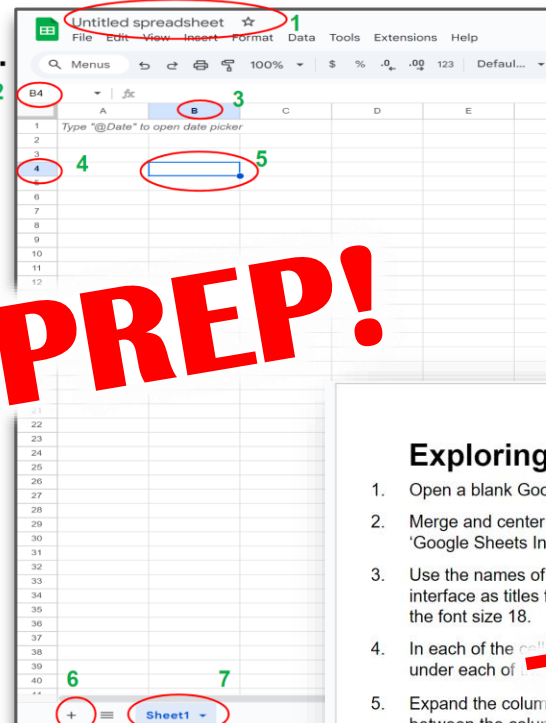 Untitled spreadsheet 1
File Edit View Insert Format Data Tools Extensions Help
Menus 100% $ % .0 .00 123 Defaul...
2
B4 fx 3
A B C D E
1 Type "@Date" to open date picker
2
3
4 4 5
5
6
7
8
9
10
11
12
PREP!
21
22
23
24
25
26
27
28
29
30
31
32
33
34
35
36
37
38
39
40
6 7
+ Sheet1
Exploring
1. Open a blank Goo
2. Merge and center
'Google Sheets In
3. Use the names of
interface as titles
the font size 18.
4. In each of the
under each of
5. Expand the colum
between the colum